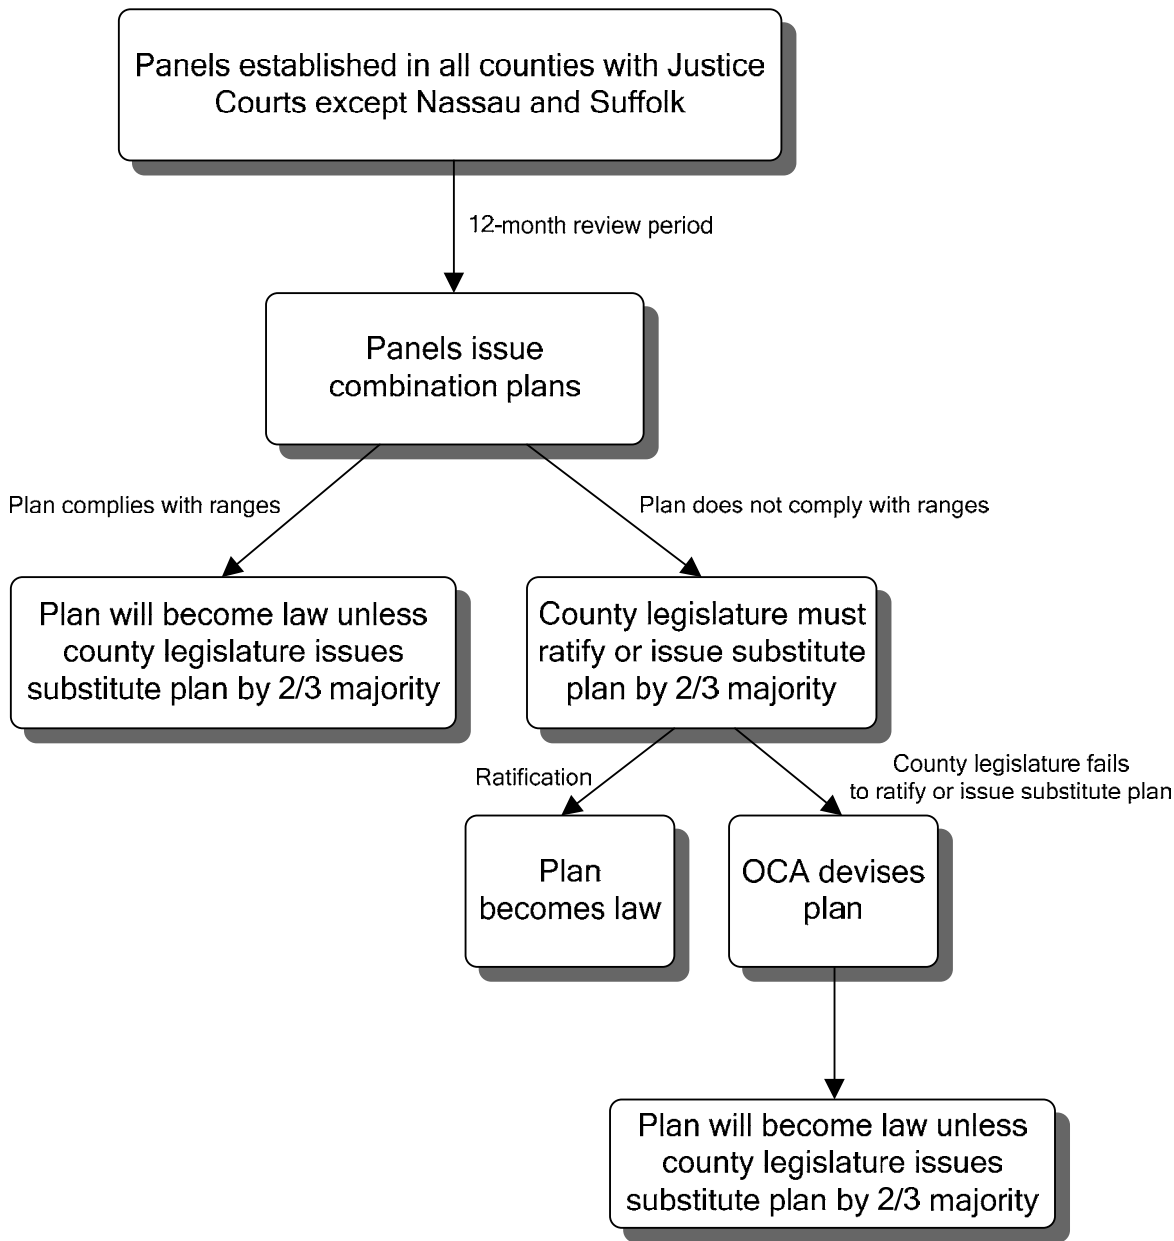 Panels established in all counties with Justice
Courts except Nassau and Suffolk
12-month review period
Panels issue
combination plans
Plan complies with ranges
Plan does not comply with ranges
Plan will become law unless
county legislature issues
substitute plan by 2/3 majority
County legislature must
ratify or issue substitute
plan by 2/3 majority
Ratification
County legislature fails
to ratify or issue substitute plan
Plan
becomes law
OCA devises
plan
Plan will become law unless
county legislature issues
substitute plan by 2/3 majority